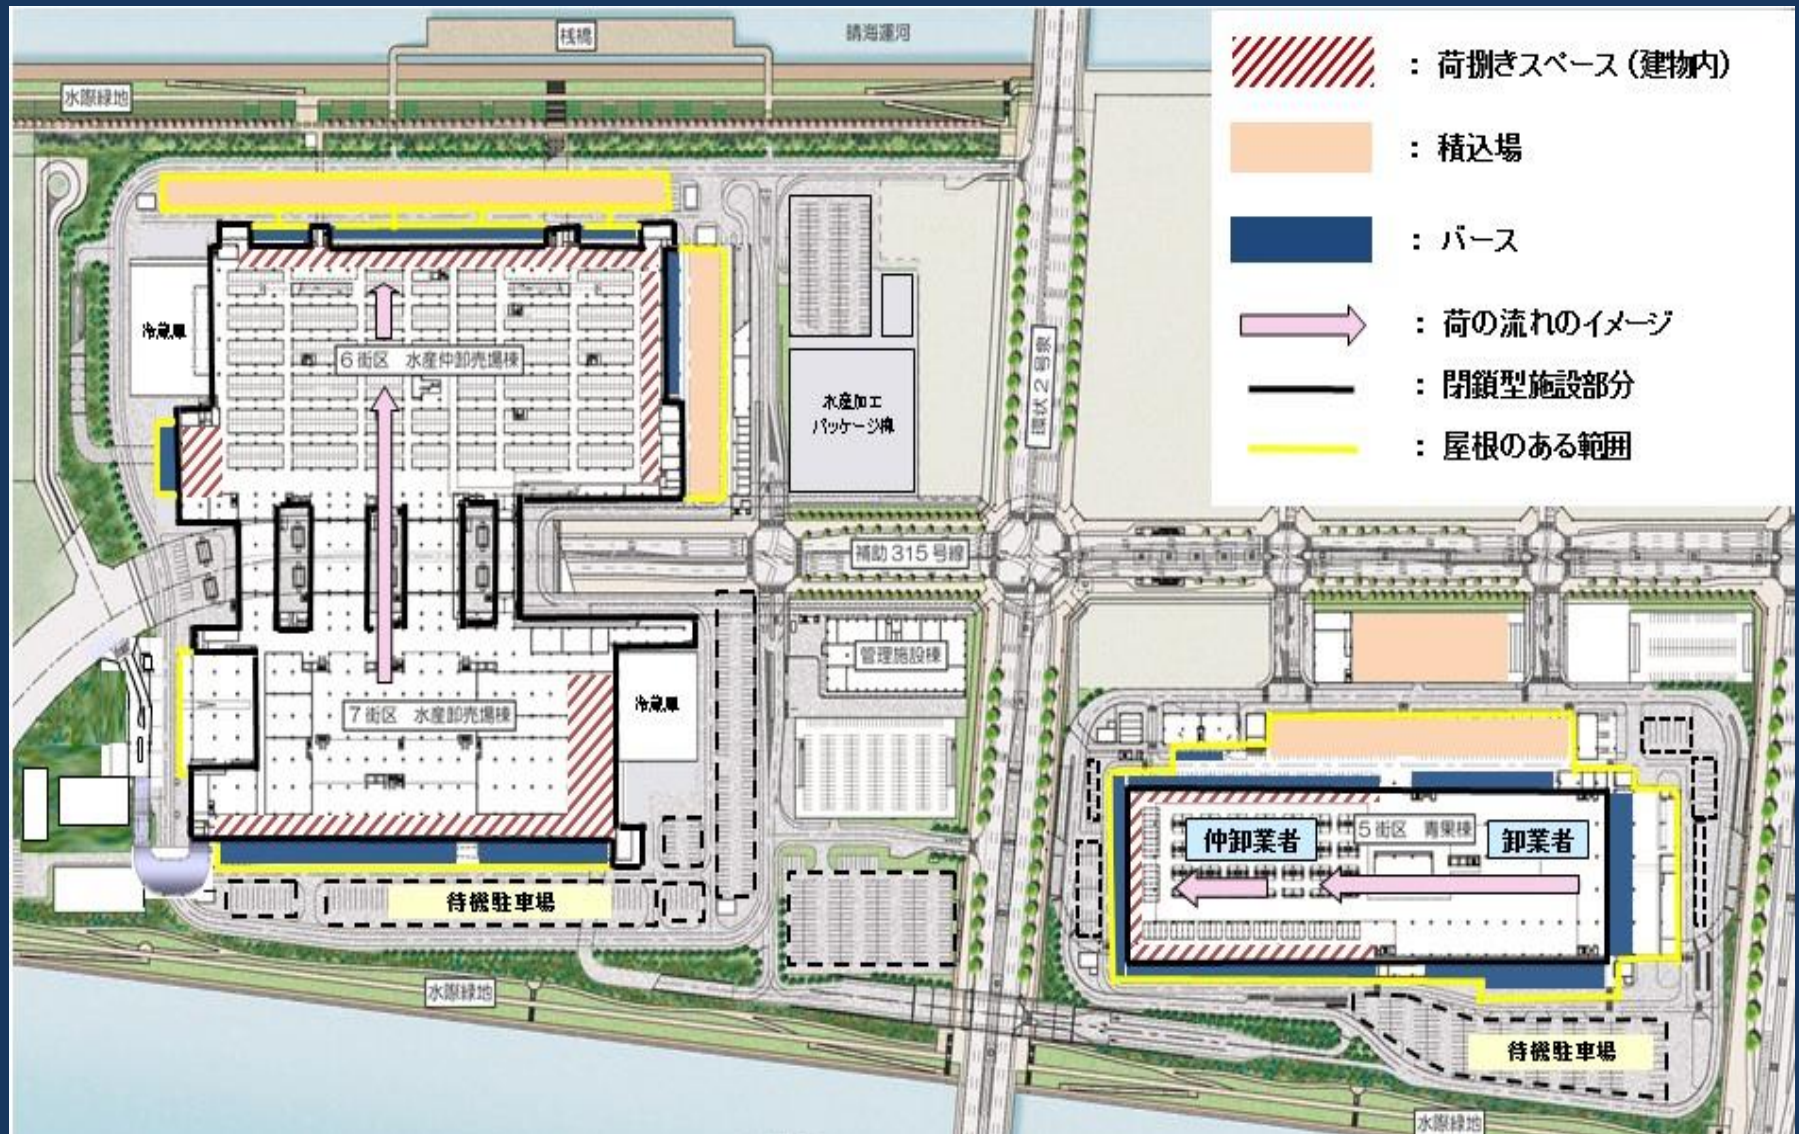 桟橋
晴海運河
水際緑地
：荷捌きスペース（建物内）
：積込場
：バース
：荷の流れのイメージ
：閉鎖型施設部分
：屋根のある範囲
冷蔵庫
6街区 水産仲卸売場棟
水産加工
パッケージ棟
環状2号線
補助315号線
管理施設棟
冷蔵庫
7街区 水産卸売場棟
仲卸業者
5街区 青果棟
卸業者
待機駐車場
水際緑地
待機駐車場
水際緑地